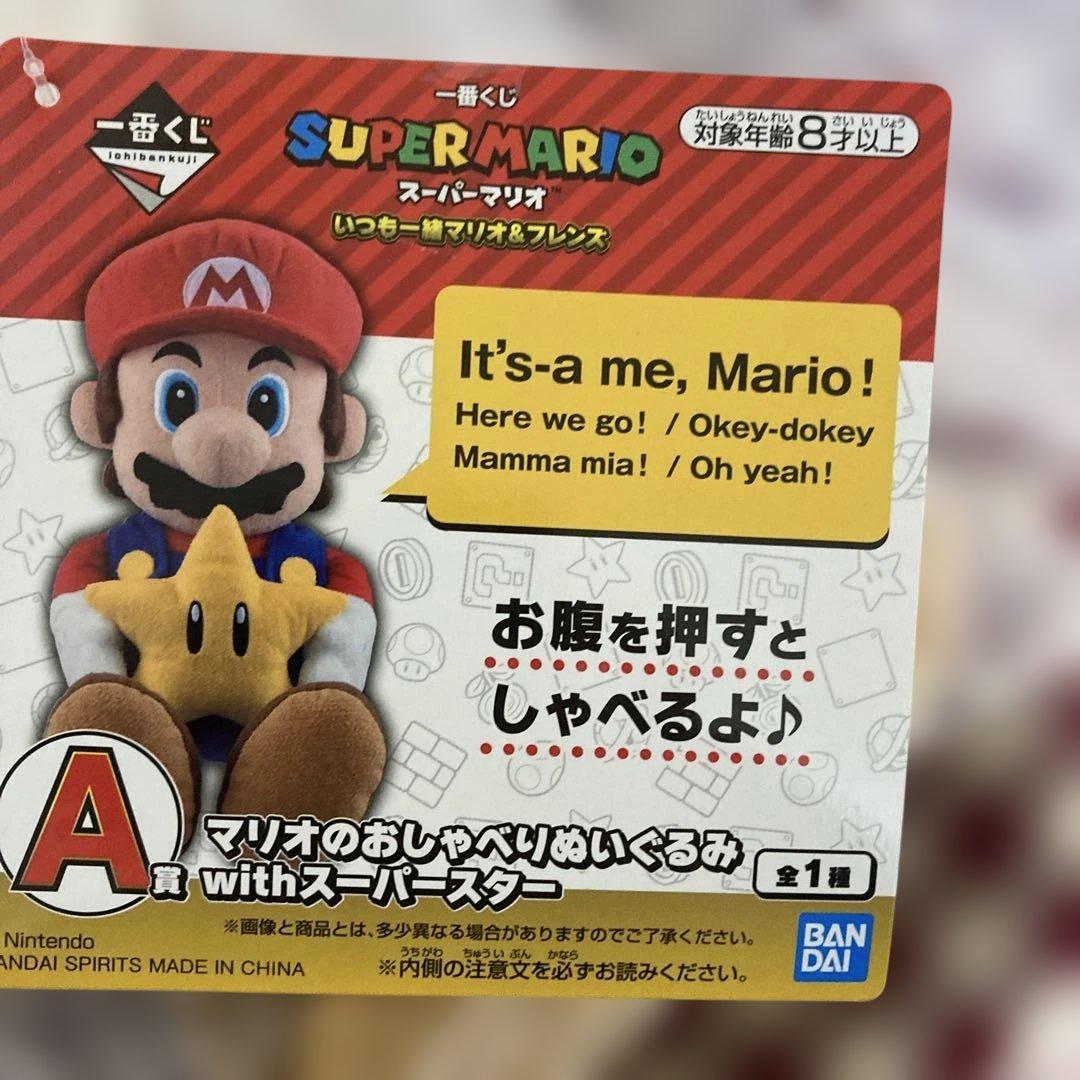 一番くじ
ichibankuji
一番くじ
SUPER MARIO
スーパーマリオ™
いつも一緒マリオ&フレンズ
たいしょうねんれい さい い じょう
対象年齢8才以上
M
It's-a me, Mario!
Here we go! / Okey-dokey
Mamma mia! / Oh yeah!
お腹を押すと
しゃべるよ♪
A賞
マリオのおしゃべりぬいぐるみ
withスーパースター
全1種
※画像と商品とは、多少異なる場合がありますのでご了承ください。
うちがわ ちゅうい ぶん かなら
※内側の注意文を必ずお読みください。
Nintendo
ANDAI SPIRITS MADE IN CHINA
BAN
DAI